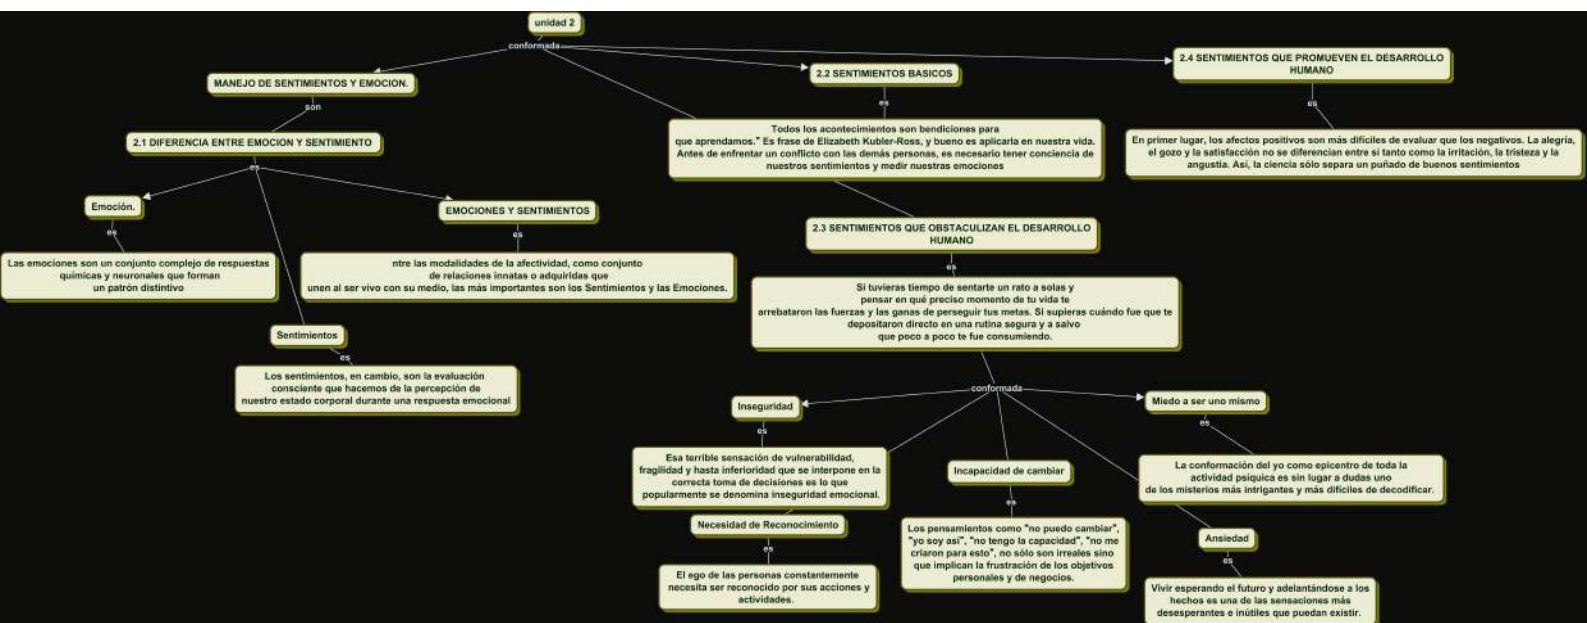 unidad 2
conformada
MANEJO DE SENTIMIENTOS Y EMOCION.
son
2.1 DIFERENCIA ENTRE EMOCION Y SENTIMIENTO
es
Emoción.
es
Las emociones son un conjunto complejo de respuestas
químicas y neuronales que forman
un patrón distintivo
Sentimientos
es
Los sentimientos, en cambio, son la evaluación
consciente que hacemos de la percepción de
nuestro estado corporal durante una respuesta emocional
EMOCIONES Y SENTIMIENTOS
es
ntre las modalidades de la afectividad, como conjunto
de relaciones innatas o adquiridas que
unen al ser vivo con su medio, las más importantes son los Sentimientos y las Emociones.
2.2 SENTIMIENTOS BASICOS
es
Todos los acontecimientos son bendiciones para
que aprendamos." Es frase de Elizabeth Kubler-Ross, y bueno es aplicarla en nuestra vida.
Antes de enfrentar un conflicto con las demás personas, es necesario tener conciencia de
nuestros sentimientos y medir nuestras emociones
2.3 SENTIMIENTOS QUE OBSTACULIZAN EL DESARROLLO
HUMANO
es
Si tuvieras tiempo de sentarte un rato a solas y
pensar en qué preciso momento de tu vida te
arrebataron las fuerzas y las ganas de perseguir tus metas. Si supieras cuándo fue que te
depositaron directo en una rutina segura y a salvo
que poco a poco te fue consumiendo.
conformada
Inseguridad
es
Esa terrible sensación de vulnerabilidad,
fragilidad y hasta inferioridad que se interpone en la
correcta toma de decisiones es lo que
popularmente se denomina inseguridad emocional.
Necesidad de Reconocimiento
es
El ego de las personas constantemente
necesita ser reconocido por sus acciones y
actividades.
Incapacidad de cambiar
es
Los pensamientos como "no puedo cambiar",
"yo soy así", "no tengo la capacidad", "no me
criaron para esto", no sólo son irreales sino
que implican la frustración de los objetivos
personales y de negocios.
Miedo a ser uno mismo
es
La conformación del yo como epicentro de toda la
actividad psíquica es sin lugar a dudas uno
de los misterios más intrigantes y más difíciles de decodificar.
Ansiedad
es
Vivir esperando el futuro y adelantándose a los
hechos es una de las sensaciones más
desesperantes e inútiles que puedan existir.
2.4 SENTIMIENTOS QUE PROMUEVEN EL DESARROLLO
HUMANO
es
En primer lugar, los afectos positivos son más difíciles de evaluar que los negativos. La alegría,
el gozo y la satisfacción no se diferencian entre sí tanto como la irritación, la tristeza y la
angustia. Así, la ciencia sólo separa un puñado de buenos sentimientos